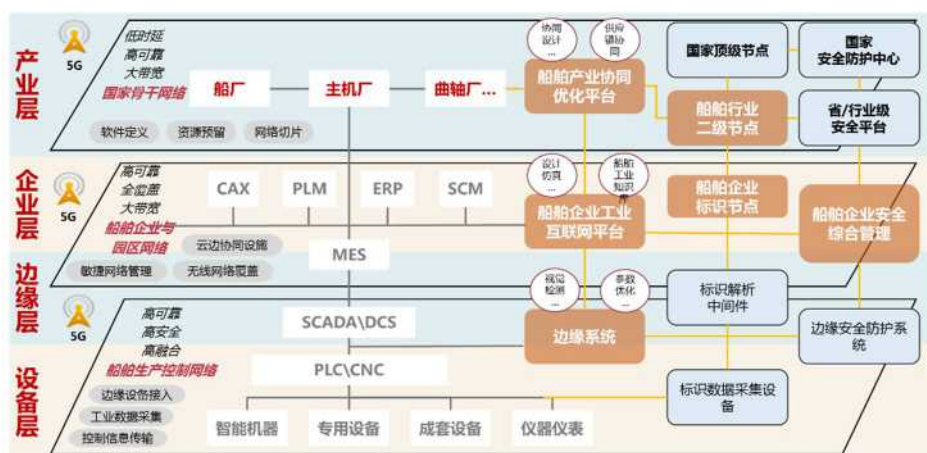 产业层
5G
低时延
高可靠
大带宽
国家骨干网络
软件定义
资源预留
网络切片
船厂
主机厂
曲轴厂...
协同
设计
...
供应
链协
同
船舶产业协同
优化平台
国家顶级节点
国家
安全防护中心
船舶行业
二级节点
省/行业级
安全平台
企业层
5G
高可靠
全覆盖
大带宽
船舶企业与
园区网络
云边协同设施
敏捷网络管理
无线网络覆盖
CAX
PLM
ERP
SCM
MES
设计
仿真
...
船舶
工业
知识
库
船舶企业工业
互联网平台
船舶企业
标识节点
船舶企业安全
综合管理
边缘层
5G
高可靠
高安全
高融合
船舶生产控制网络
SCADA\DCS
视觉
检测
...
参数
优化
...
边缘系统
标识解析
中间件
边缘安全防护系
统
设备层
边缘设备接入
工业数据采集
控制信息传输
PLC\CNC
智能机器
专用设备
成套设备
仪器仪表
标识数据采集设
备